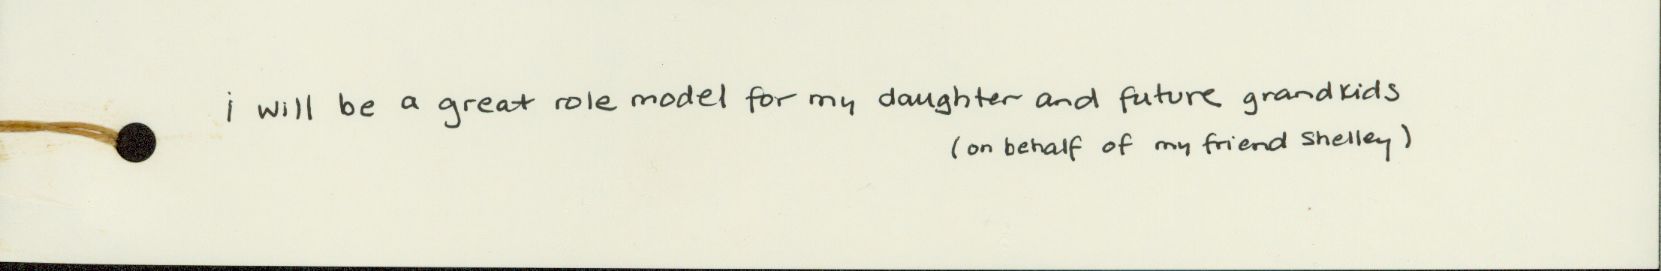 i will be a great role model for my daughter and future grandkids
(on behalf of my friend Shelley)